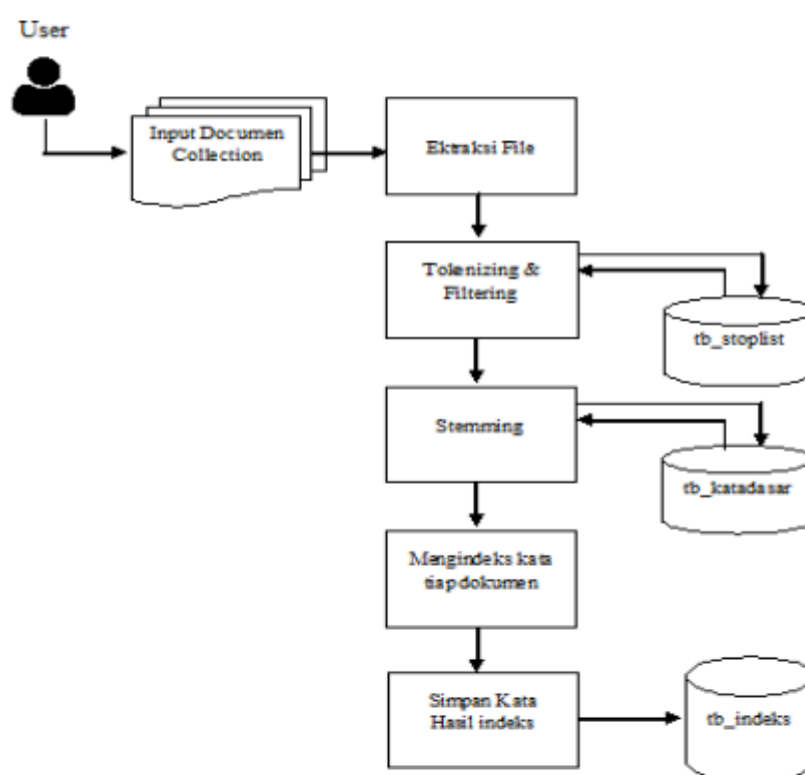 User
Input Documen
Collection
Ektraksi File
Tokenizing &
Filtering
tb_stoplist
Stemming
tb_katadasar
Mengindeks kata
tiap dokumen
Simpan Kata
Hasil indeks
tb_indeks